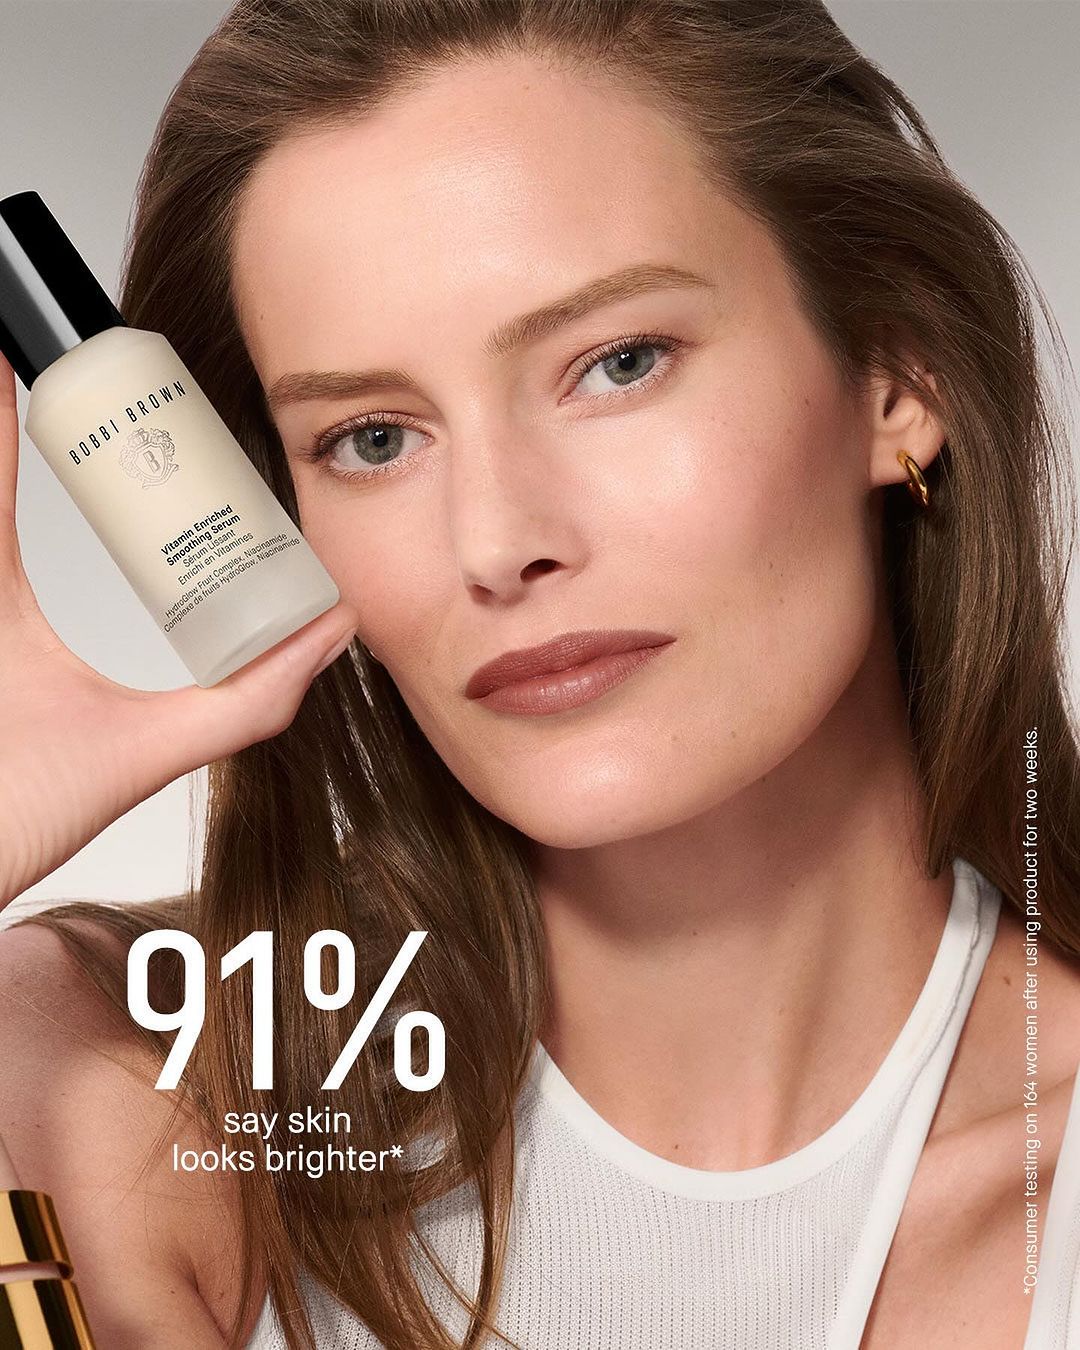 BOBBI BROWN
B
Vitamin Enriched
Smoothing Serum
Sérum Lissant
Enrichi en Vitamines
HydroGlow Fruit Complex, Niacinamide
Complexe de fruits HydroGlow, Niacinamide
91%
say skin
looks brighter*
*Consumer testing on 164 women after using product for two weeks.